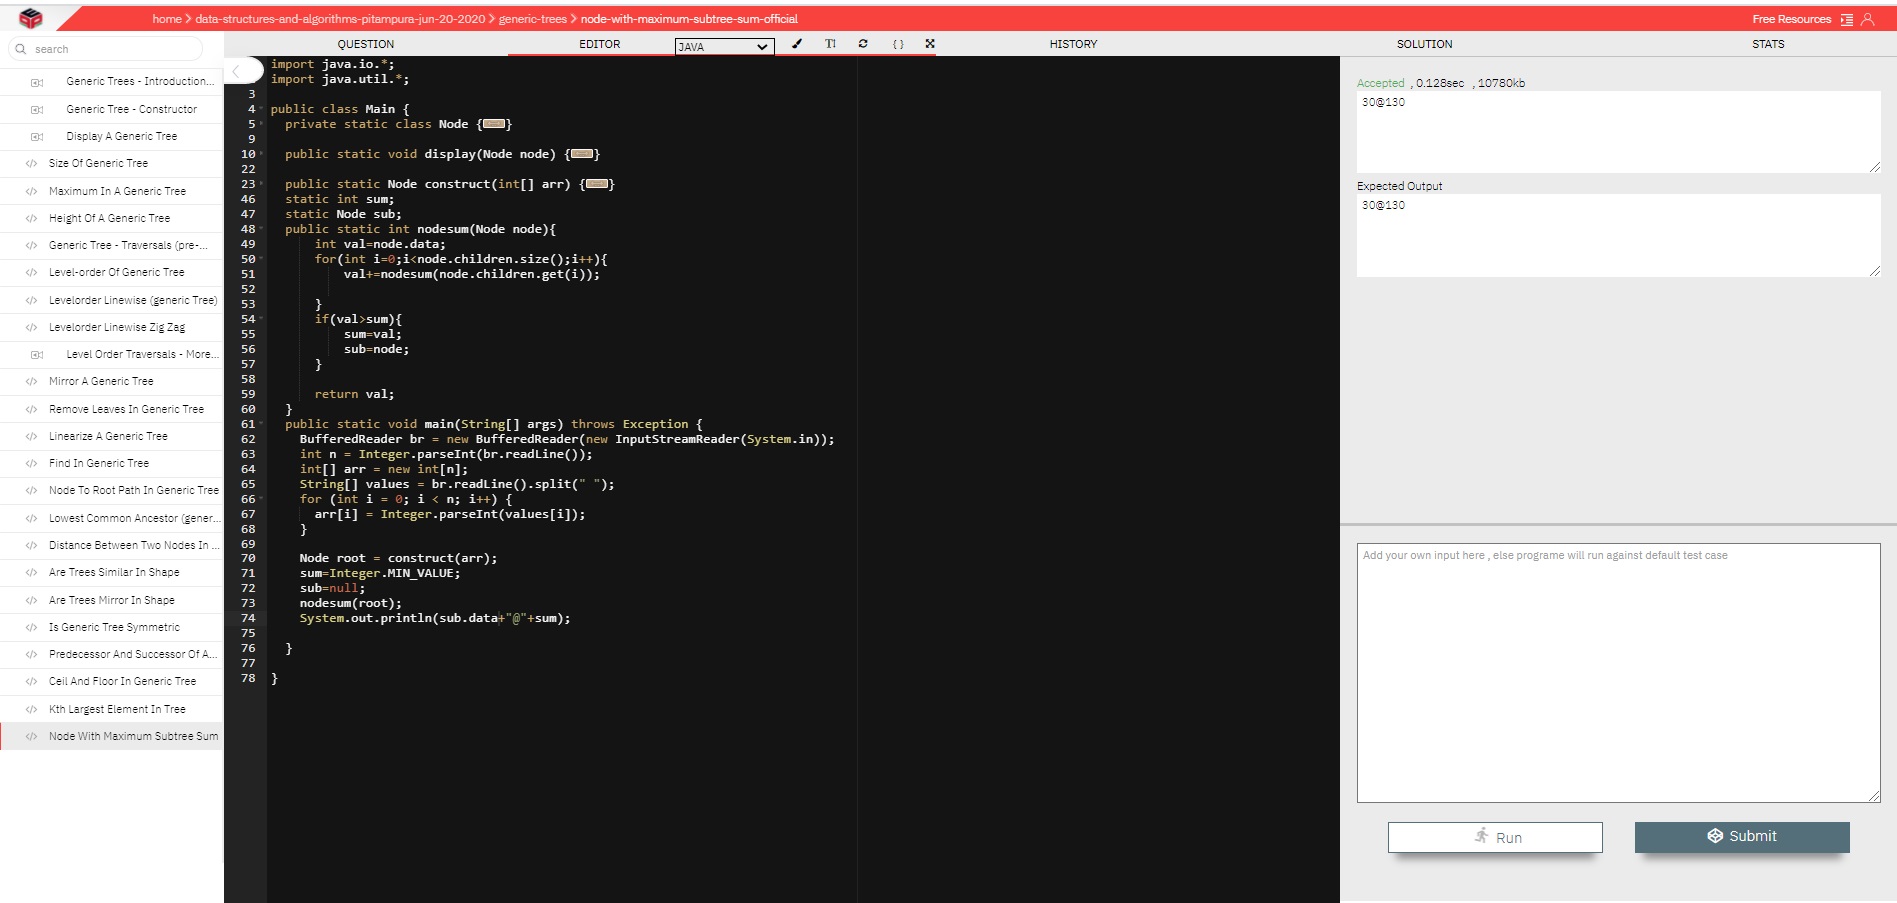 home > data-structures-and-algorithms-pitampura-jun-20-2020 > generic-trees > node-with-maximum-subtree-sum-official
Free Resources
search
QUESTION
EDITOR
JAVA
HISTORY
SOLUTION
STATS
Generic Trees - Introduction...
Generic Tree - Constructor
Display A Generic Tree
Size Of Generic Tree
Maximum In A Generic Tree
Height Of A Generic Tree
Generic Tree - Traversals (pre-...
Level-order Of Generic Tree
Levelorder Linewise (generic Tree)
Levelorder Linewise Zig Zag
Level Order Traversals - More...
Mirror A Generic Tree
Remove Leaves In Generic Tree
Linearize A Generic Tree
Find In Generic Tree
Node To Root Path In Generic Tree
Lowest Common Ancestor (gener...
Distance Between Two Nodes In ...
Are Trees Similar In Shape
Are Trees Mirror In Shape
Is Generic Tree Symmetric
Predecessor And Successor Of A...
Ceil And Floor In Generic Tree
Kth Largest Element In Tree
Node With Maximum Subtree Sum
import java.io.*;
import java.util.*;
3
4 public class Main {
5 private static class Node {}
9
10 public static void display(Node node) {}
22
23 public static Node construct(int[] arr) {}
46 static int sum;
47 static Node sub;
48 public static int nodesum(Node node){
49 int val=node.data;
50 for(int i=0;i<node.children.size();i++){
51 val+=nodesum(node.children.get(i));
52
53 }
54 if(val>sum){
55 sum=val;
56 sub=node;
57 }
58
59 return val;
60 }
61 public static void main(String[] args) throws Exception {
62 BufferedReader br = new BufferedReader(new InputStreamReader(System.in));
63 int n = Integer.parseInt(br.readLine());
64 int[] arr = new int[n];
65 String[] values = br.readLine().split(" ");
66 for (int i = 0; i < n; i++) {
67 arr[i] = Integer.parseInt(values[i]);
68 }
69
70 Node root = construct(arr);
71 sum=Integer.MIN_VALUE;
72 sub=null;
73 nodesum(root);
74 System.out.println(sub.data+"@"+sum);
75
76 }
77
78 }
Accepted , 0.128sec , 10780kb
30@130
Expected Output
30@130
Add your own input here , else programe will run against default test case
Run
Submit